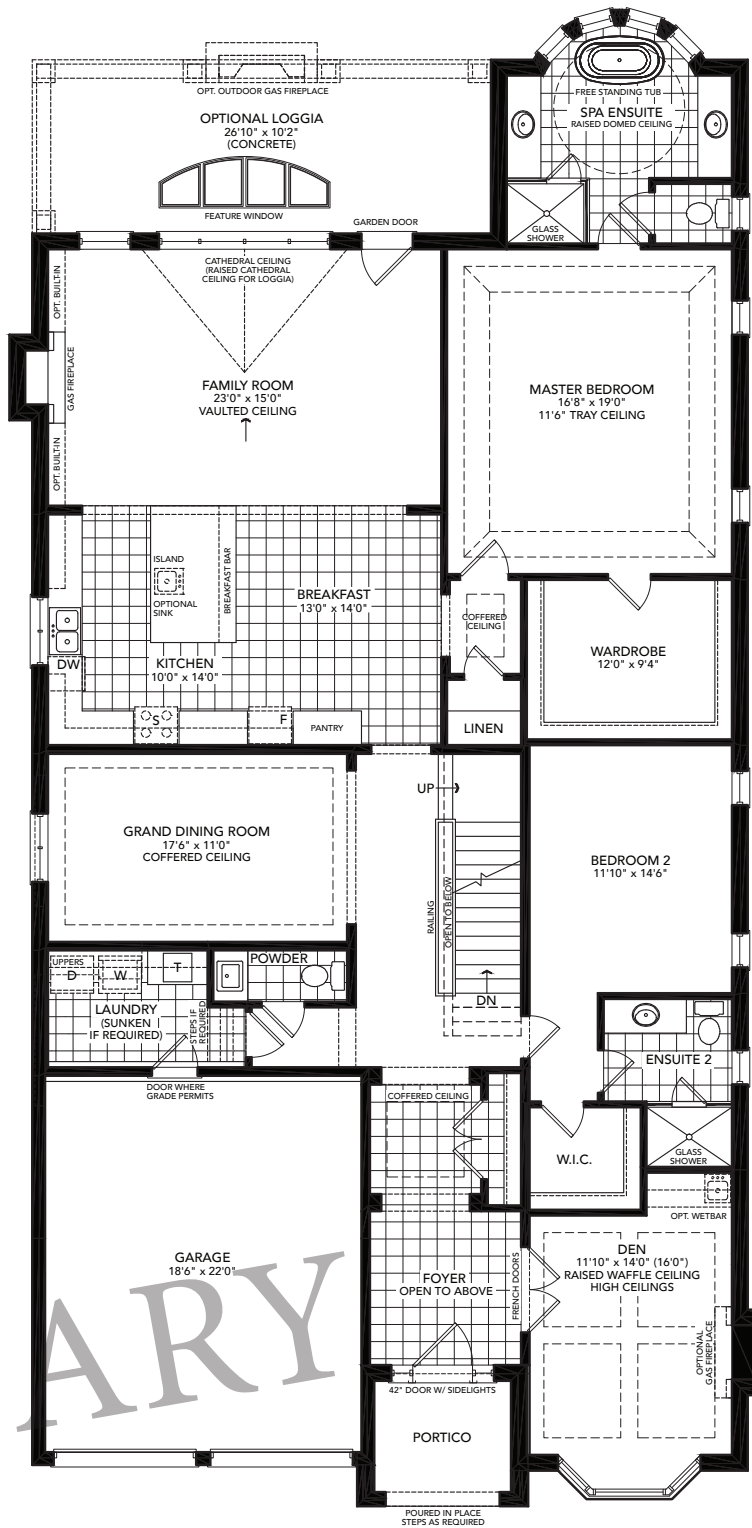 OPT. OUTDOOR GAS FIREPLACE
OPTIONAL LOGGIA
26'10" x 10'2"
(CONCRETE)
FEATURE WINDOW
GARDEN DOOR
FREE STANDING TUB
SPA ENSUITE
RAISED DOMED CEILING
GLASS
SHOWER
CATHEDRAL CEILING
(RAISED CATHEDRAL
CEILING FOR LOGGIA)
OPT. BUILT-IN
GAS FIREPLACE
OPT. BUILT-IN
FAMILY ROOM
23'0" x 15'0"
VAULTED CEILING
MASTER BEDROOM
16'8" x 19'0"
11'6" TRAY CEILING
ISLAND
OPTIONAL
SINK
BREAKFAST BAR
BREAKFAST
13'0" x 14'0"
COFFERED
CEILING
WARDROBE
12'0" x 9'4"
DW
KITCHEN
10'0" x 14'0"
S
F
PANTRY
LINEN
UP
GRAND DINING ROOM
17'6" x 11'0"
COFFERED CEILING
RAILING
OPEN TO BELOW
BEDROOM 2
11'10" x 14'6"
DN
UPPERS
D
W
T
POWDER
LAUNDRY
(SUNKEN
IF REQUIRED)
STEPS IF
REQUIRED
ENSUITE 2
DOOR WHERE
GRADE PERMITS
COFFERED CEILING
W.I.C.
GLASS
SHOWER
OPT. WETBAR
GARAGE
18'6" x 22'0"
FOYER
OPEN TO ABOVE
FRENCH DOORS
DEN
11'10" x 14'0" (16'0")
RAISED WAFFLE CEILING
HIGH CEILINGS
OPTIONAL
GAS FIREPLACE
ARY
42" DOOR W/ SIDELIGHTS
PORTICO
POURED IN PLACE
STEPS AS REQUIRED